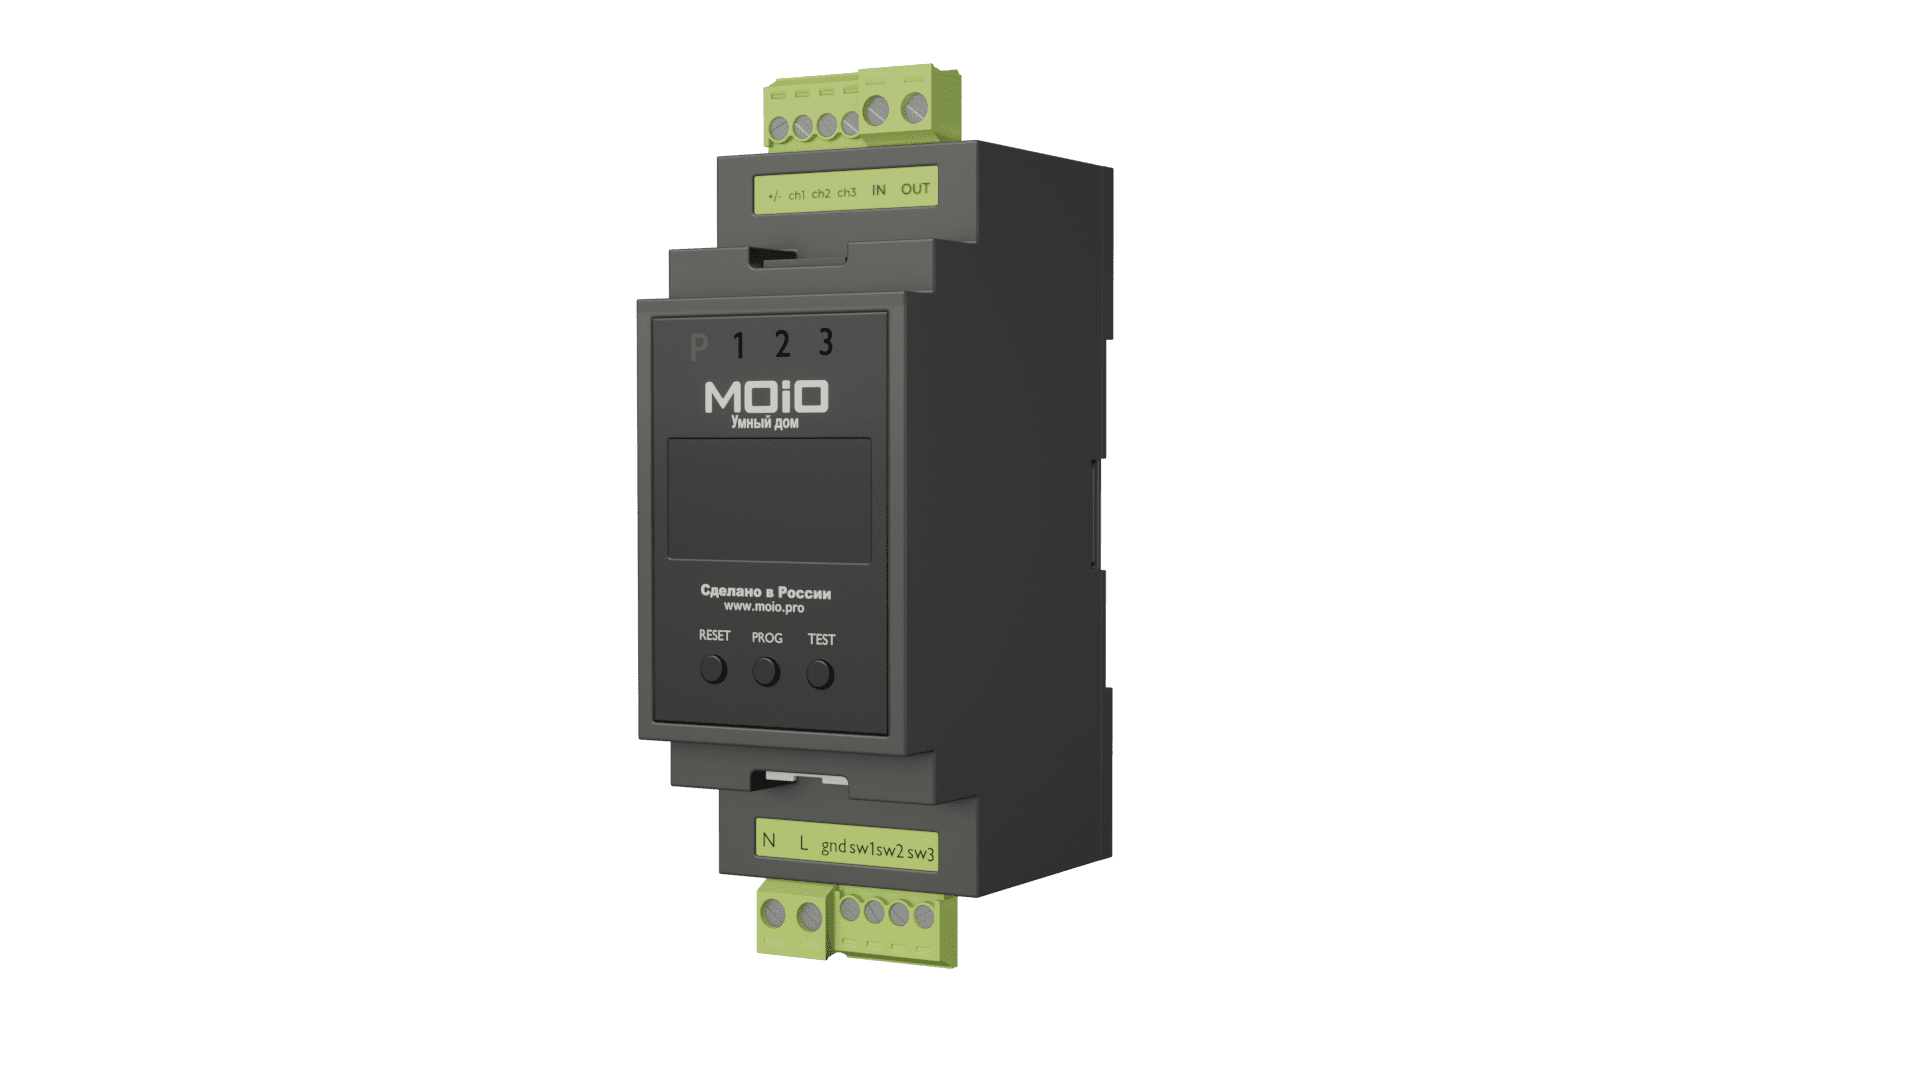 +/- ch1 ch2 ch3 IN OUT
P 1 2 3
MOiO
Умный дом
Сделано в России
www.moio.pro
RESET PROG TEST
N L gnd sw1 sw2 sw3